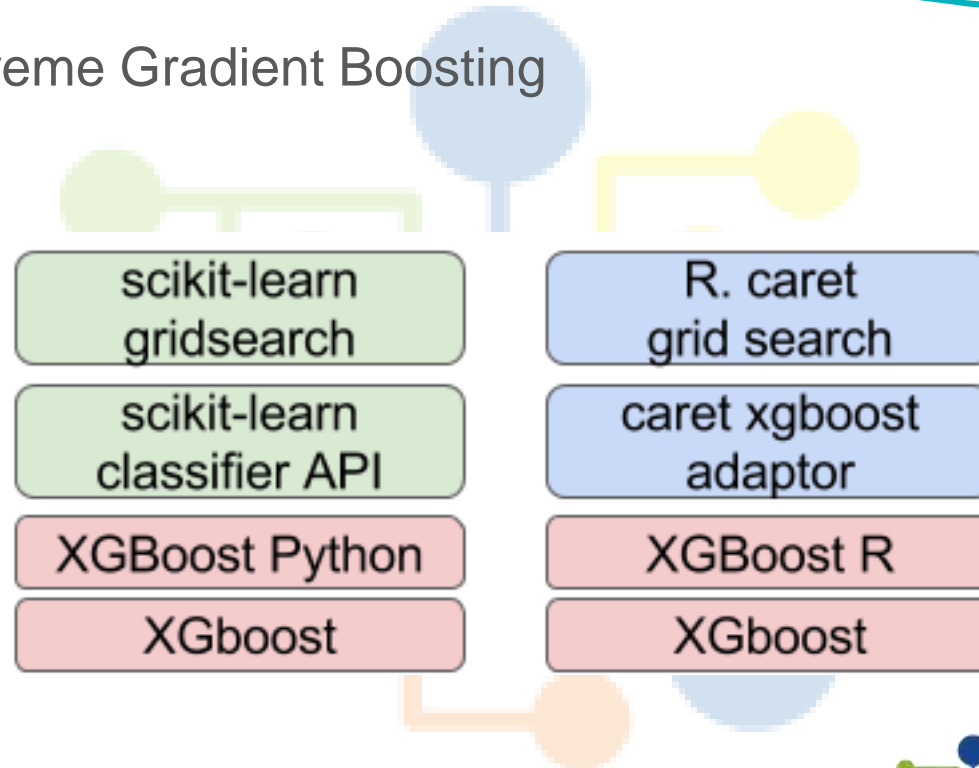 reme Gradient Boosting
scikit-learn
gridsearch
scikit-learn
classifier API
XGBoost Python
XGboost
R. caret
grid search
caret xgboost
adaptor
XGBoost R
XGboost